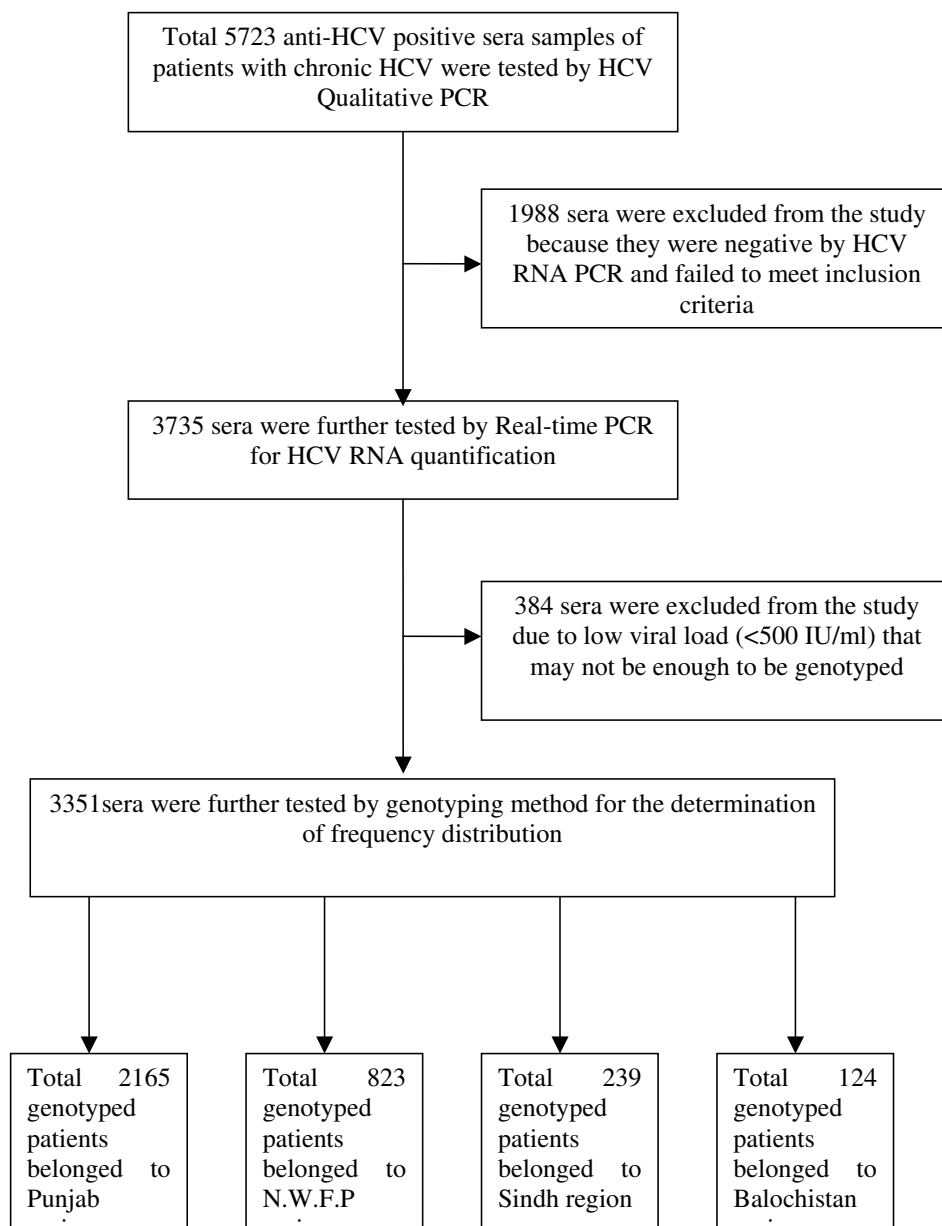 Total 5723 anti-HCV positive sera samples of
patients with chronic HCV were tested by HCV
Qualitative PCR
1988 sera were excluded from the study
because they were negative by HCV
RNA PCR and failed to meet inclusion
criteria
3735 sera were further tested by Real-time PCR
for HCV RNA quantification
384 sera were excluded from the study
due to low viral load (<500 IU/ml) that
may not be enough to be genotyped
3351sera were further tested by genotyping method for the determination
of frequency distribution
Total 2165
genotyped
patients
belonged to
Punjab
Total 823
genotyped
patients
belonged to
N.W.F.P
Total 239
genotyped
patients
belonged to
Sindh region
Total 124
genotyped
patients
belonged to
Balochistan